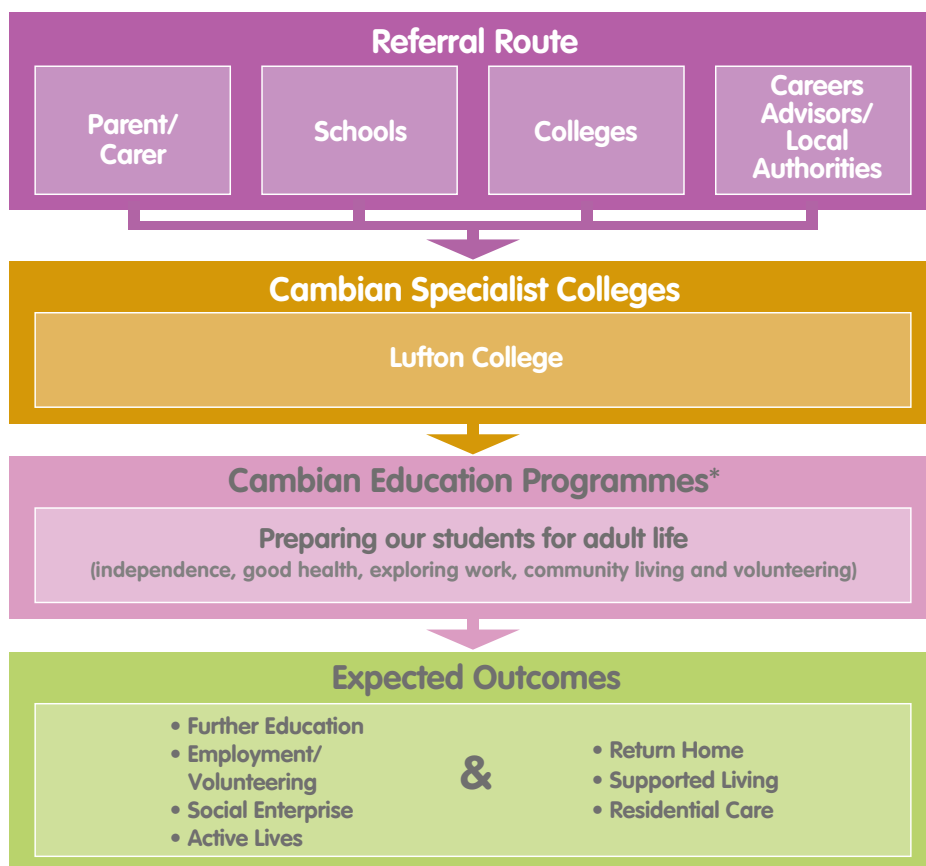 Referral Route
Parent/
Carer
Schools
Colleges
Careers
Advisors/
Local
Authorities
Cambian Specialist Colleges
Lufton College
Cambian Education Programmes*
Preparing our students for adult life
(independence, good health, exploring work, community living and volunteering)
Expected Outcomes
• Further Education
• Employment/
Volunteering
• Social Enterprise
• Active Lives
&
• Return Home
• Supported Living
• Residential Care